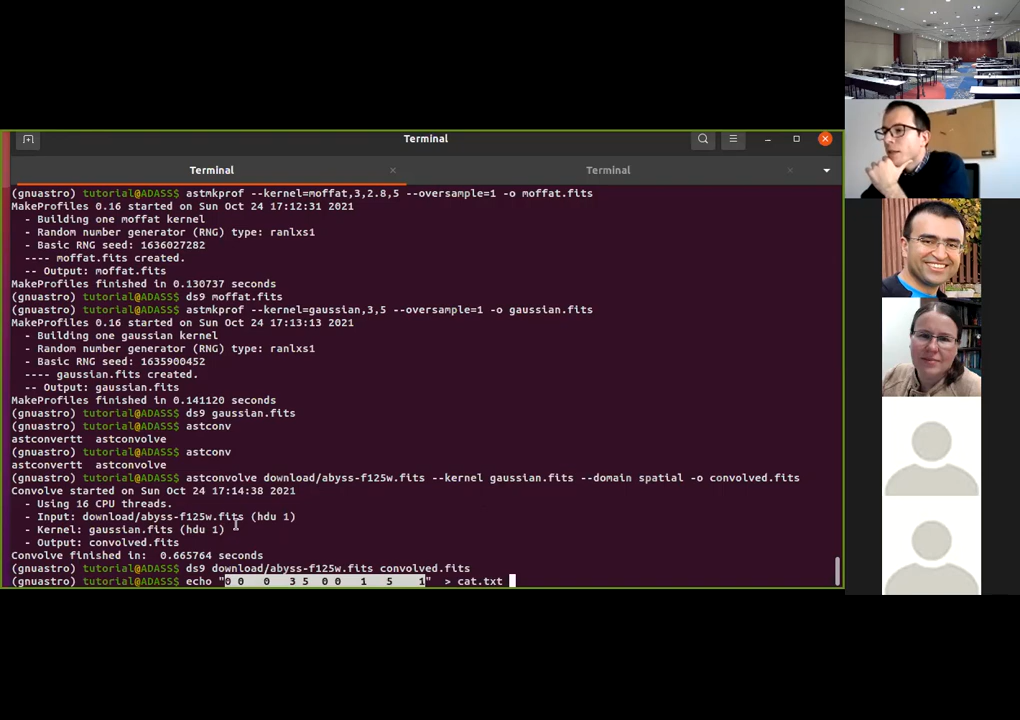 Terminal
Terminal
Terminal
(gnuastro) tutorial@ADASS$ astmkprof --kernel=moffat,3,2.8,5 --oversample=1 -o moffat.fits
MakeProfiles 0.16 started on Sun Oct 24 17:12:31 2021
- Building one moffat kernel
- Random number generator (RNG) type: ranlxs1
- Basic RNG seed: 1636027282
---- moffat.fits created.
-- Output: moffat.fits
MakeProfiles finished in 0.130737 seconds
(gnuastro) tutorial@ADASS$ ds9 moffat.fits
(gnuastro) tutorial@ADASS$ astmkprof --kernel=gaussian,3,5 --oversample=1 -o gaussian.fits
MakeProfiles 0.16 started on Sun Oct 24 17:13:13 2021
- Building one gaussian kernel
- Random number generator (RNG) type: ranlxs1
- Basic RNG seed: 1635900452
---- gaussian.fits created.
-- Output: gaussian.fits
MakeProfiles finished in 0.141120 seconds
(gnuastro) tutorial@ADASS$ ds9 gaussian.fits
(gnuastro) tutorial@ADASS$ astconv
astconvertt  astconvolve
(gnuastro) tutorial@ADASS$ astconv
astconvertt  astconvolve
(gnuastro) tutorial@ADASS$ astconvolve download/abyss-f125w.fits --kernel gaussian.fits --domain spatial -o convolved.fits
Convolve started on Sun Oct 24 17:14:38 2021
- Using 16 CPU threads.
- Input: download/abyss-f125w.fits (hdu 1)
- Kernel: gaussian.fits (hdu 1)
- Output: convolved.fits
Convolve finished in:  0.665764 seconds
(gnuastro) tutorial@ADASS$ ds9 download/abyss-f125w.fits convolved.fits
(gnuastro) tutorial@ADASS$ echo "0 0   0   3 5  0 0   1   5    1"  > cat.txt